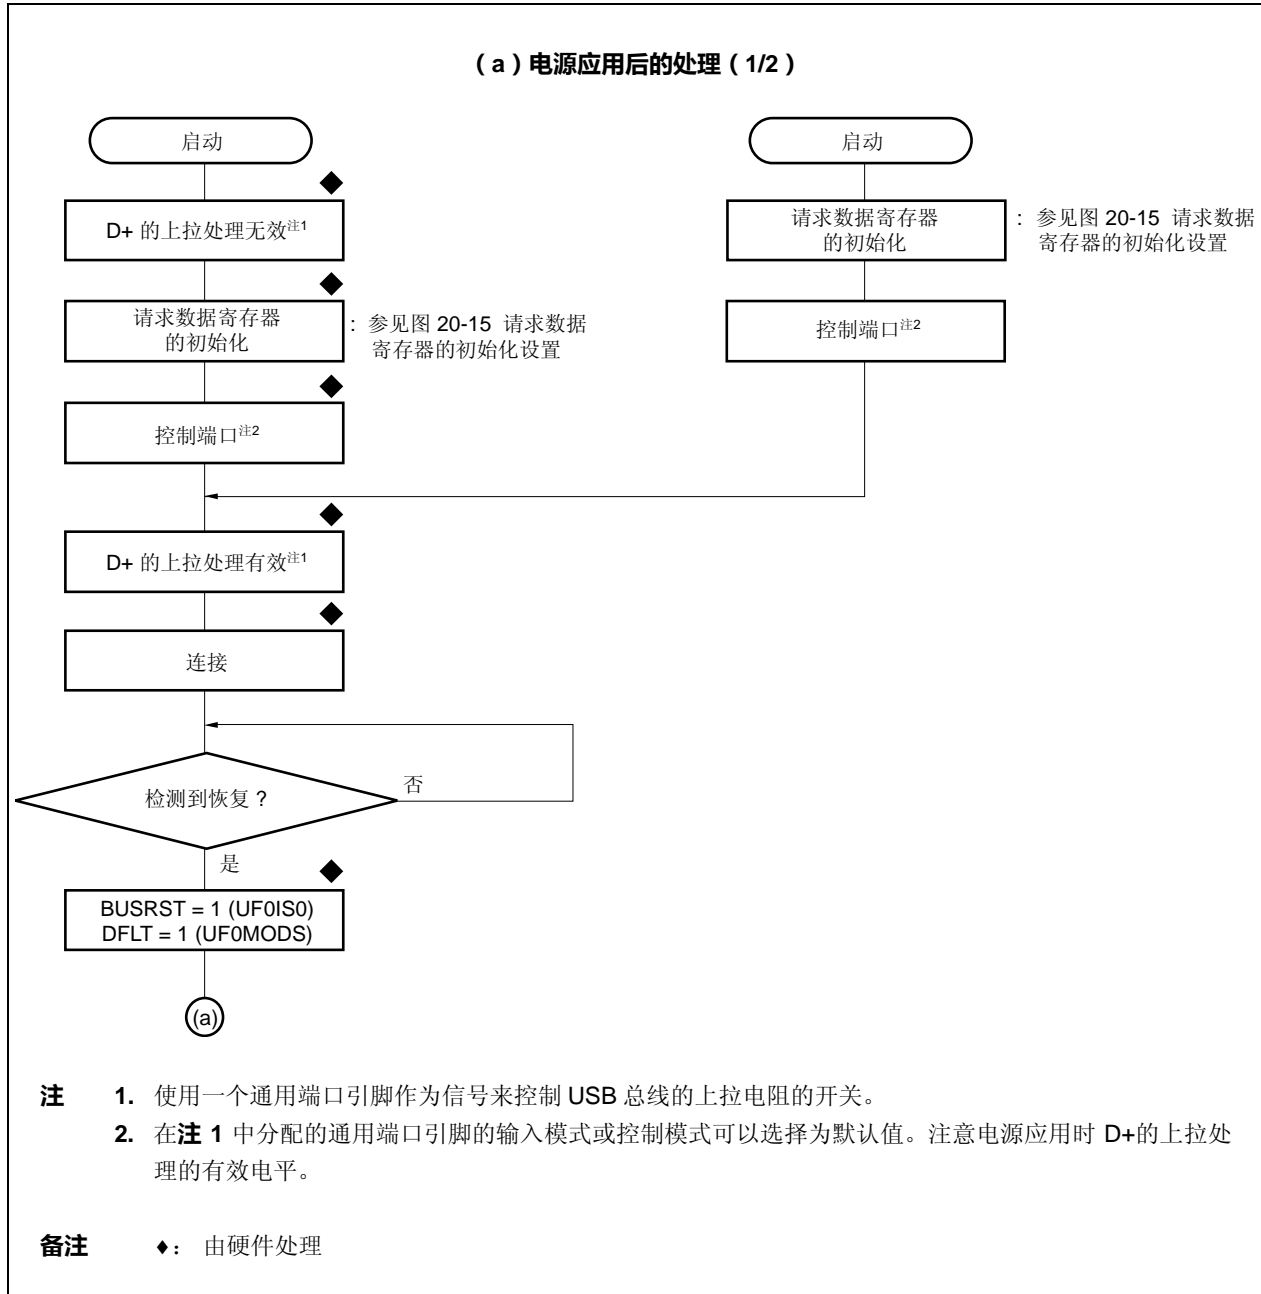 （a）电源应用后的处理（1/2）
启动
D+ 的上拉处理无效注1
请求数据寄存器
的初始化
：参见图 20-15 请求数据
寄存器的初始化设置
控制端口注2
启动
请求数据寄存器
的初始化
：参见图 20-15 请求数据
寄存器的初始化设置
控制端口注2
D+ 的上拉处理有效注1
连接
检测到恢复？
否
是
BUSRST = 1 (UF0IS0)
DFLT = 1 (UF0MODS)
(a)
注 1. 使用一个通用端口引脚作为信号来控制 USB 总线的上拉电阻的开关。
2. 在注 1 中分配的通用端口引脚的输入模式或控制模式可以选择为默认值。注意电源应用时 D+的上拉处
理的有效电平。
备注 ♦： 由硬件处理